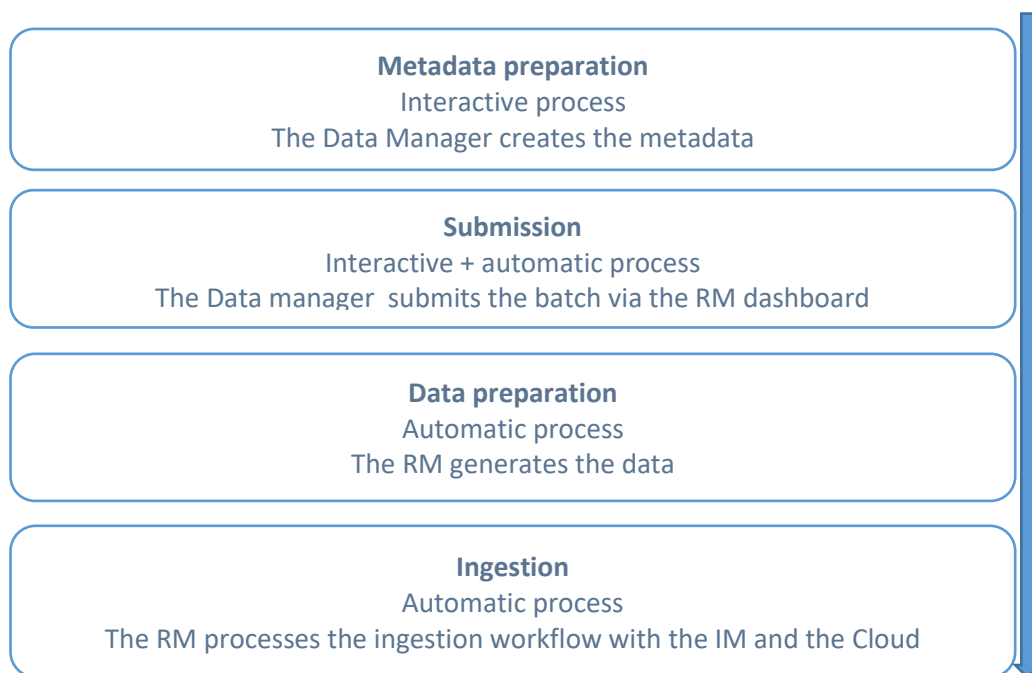 Metadata preparation
Interactive process
The Data Manager creates the metadata
Submission
Interactive + automatic process
The Data manager  submits the batch via the RM dashboard
Data preparation
Automatic process
The RM generates the data
Ingestion
Automatic process
The RM processes the ingestion workflow with the IM and the Cloud